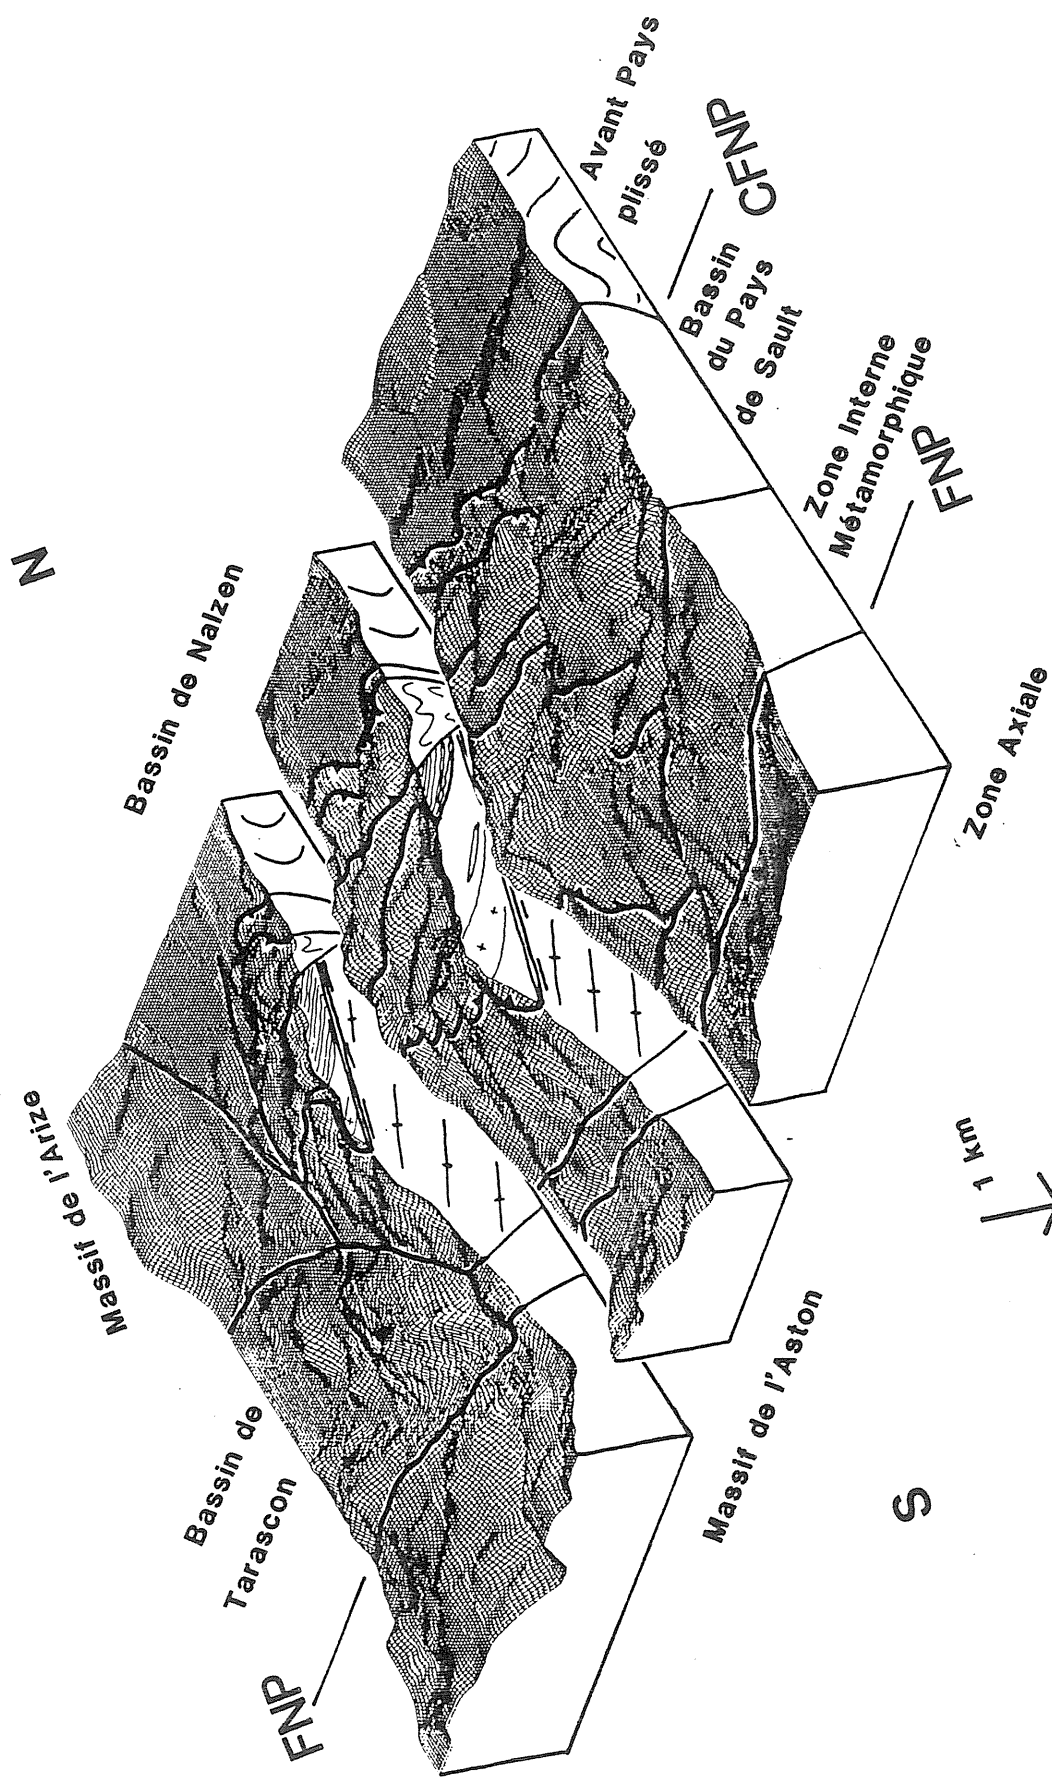 N
Massif de l'Arize
Bassin de Nalzen
Avant Pays
plissé
CFNP
Bassin
du Pays
de Sault
Zone Interne
Métamorphique
FNP
Zone Axiale
1 km
Massif de l'Aston
S
Bassin de
Tarascon
FNP